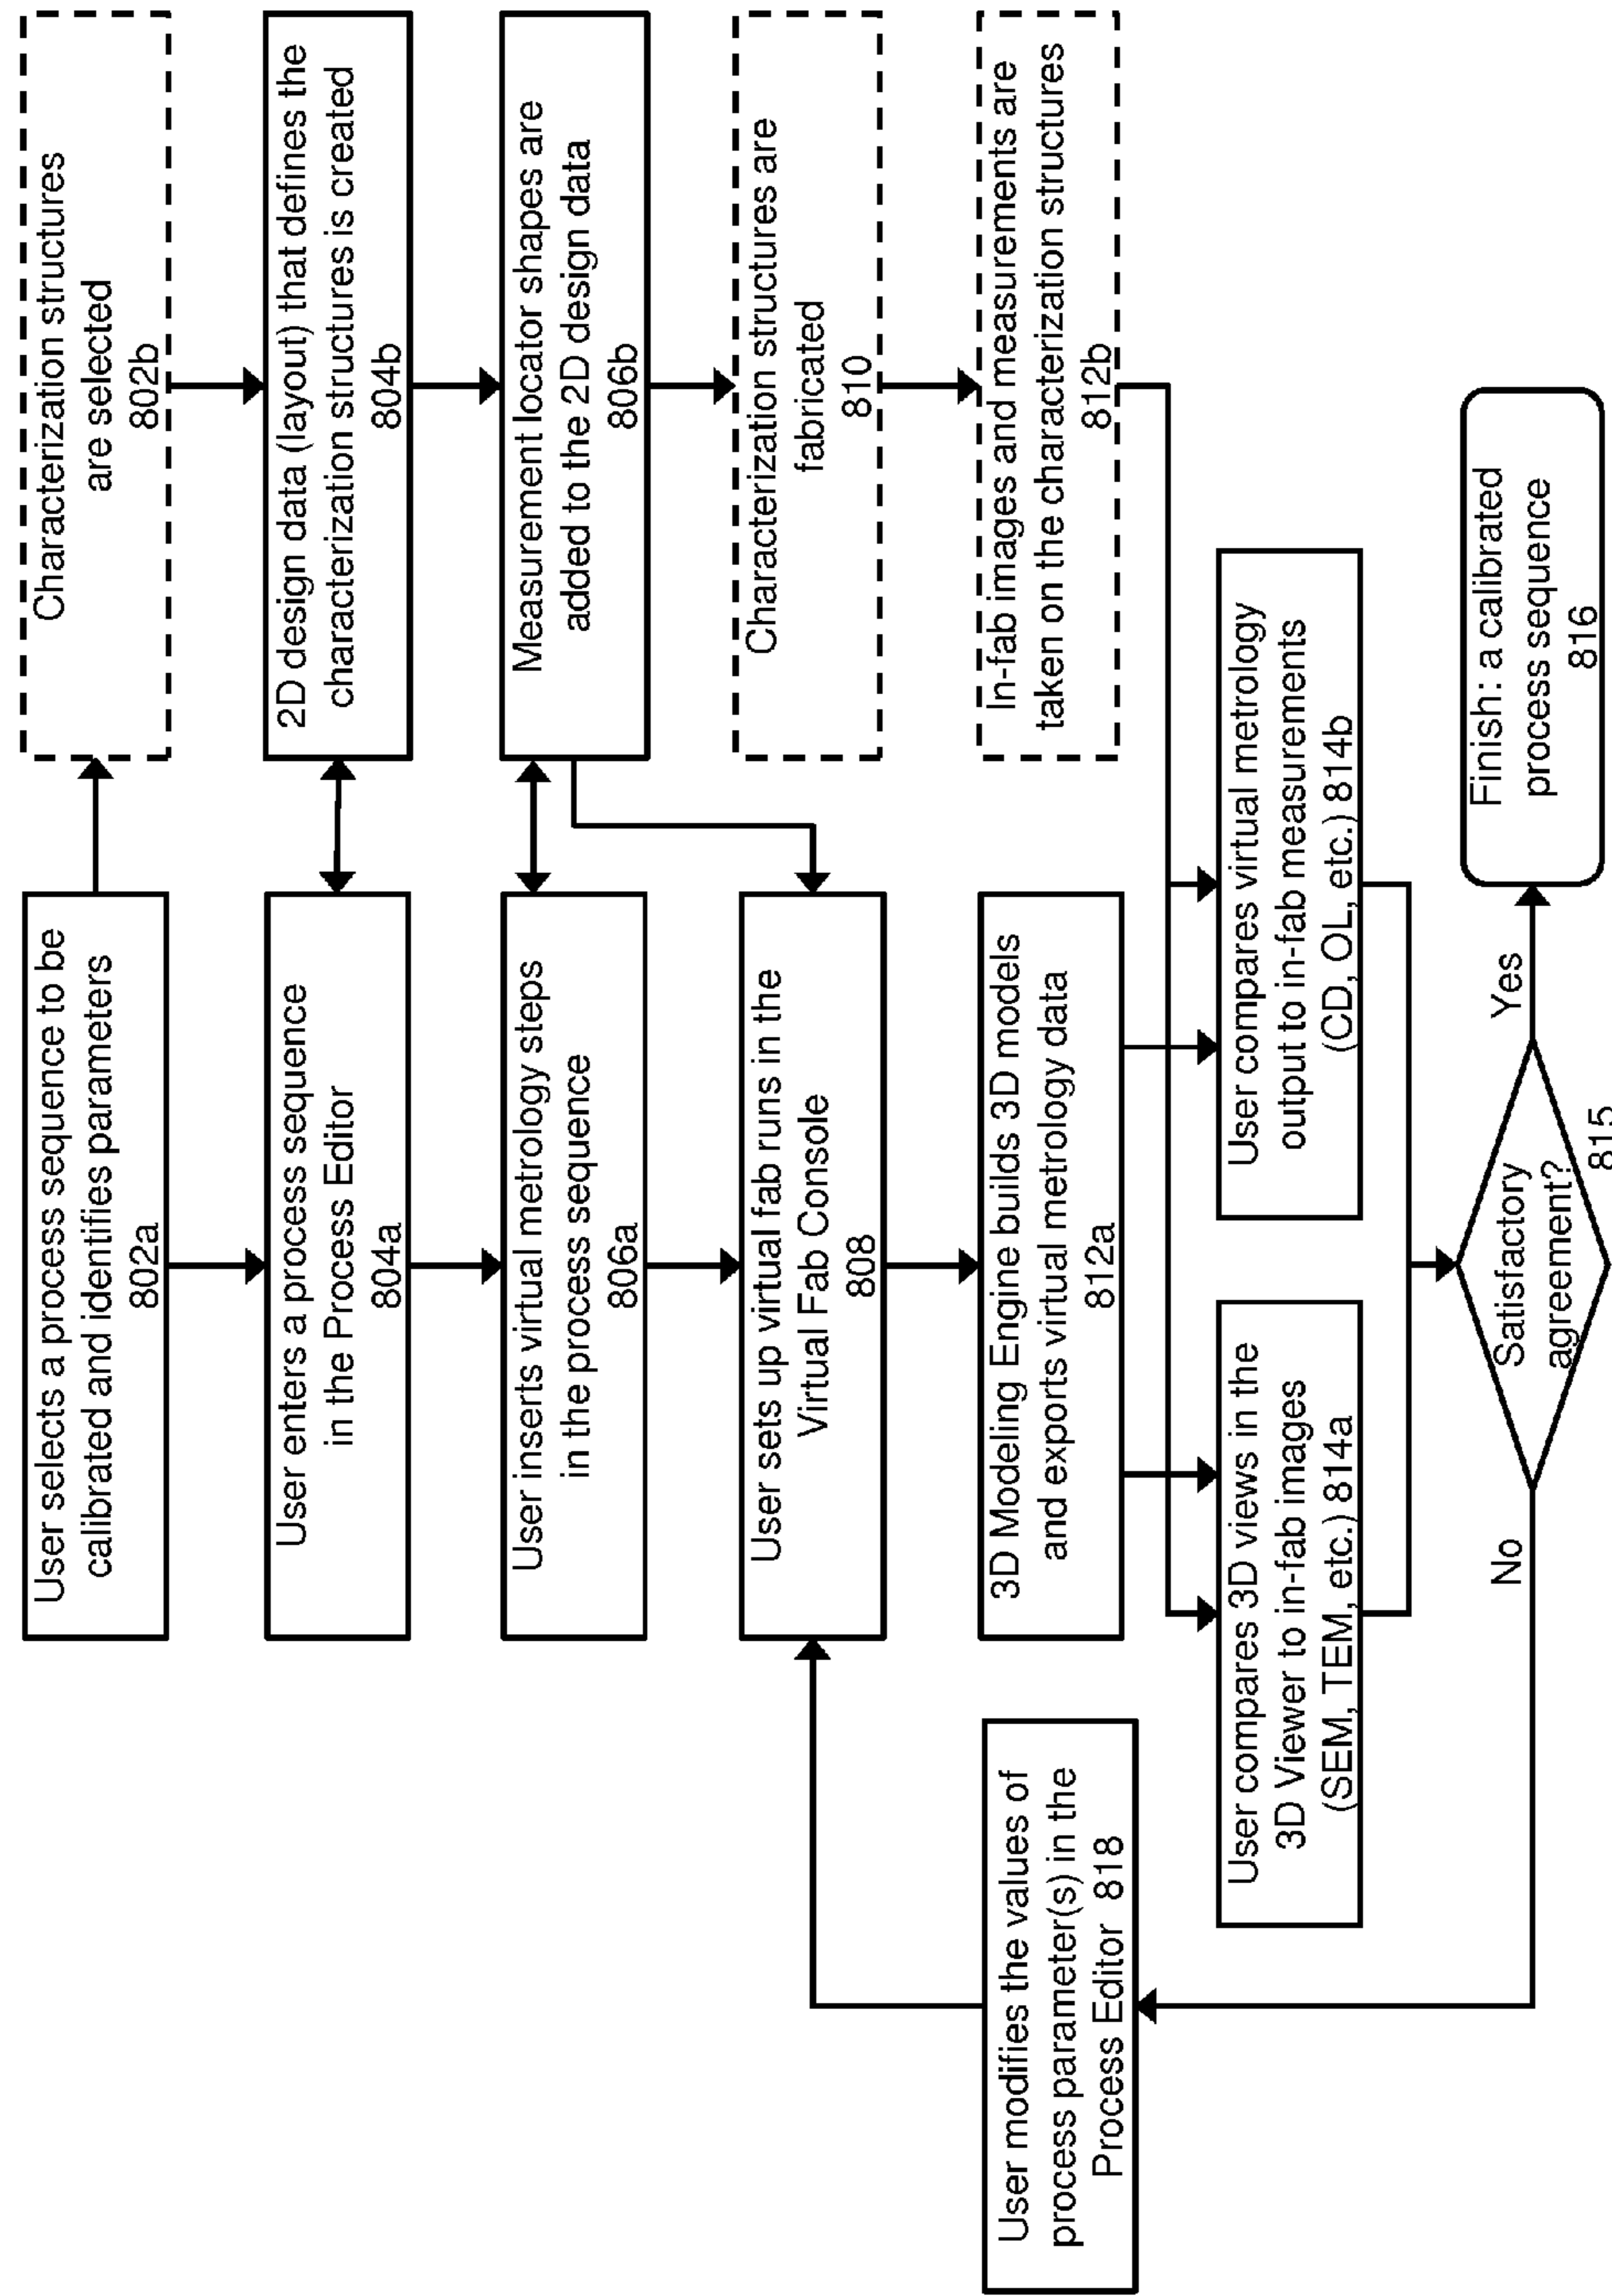 User selects a process sequence to be
calibrated and identifies parameters
802a
Characterization structures
are selected
802b
User enters a process sequence
in the Process Editor
804a
2D design data (layout) that defines the
characterization structures is created
804b
User inserts virtual metrology steps
in the process sequence
806a
Measurement locator shapes are
added to the 2D design data
806b
User sets up virtual fab runs in the
Virtual Fab Console
808
Characterization structures are
fabricated
810
User modifies the values of
process parameter(s) in the
Process Editor 818
3D Modeling Engine builds 3D models
and exports virtual metrology data
812a
In-fab images and measurements are
taken on the characterization structures
812b
User compares 3D views in the
3D Viewer to in-fab images
(SEM, TEM, etc.) 814a
User compares virtual metrology
output to in-fab measurements
(CD, OL, etc.) 814b
No
Satisfactory
agreement?
815
Yes
Finish: a calibrated
process sequence
816